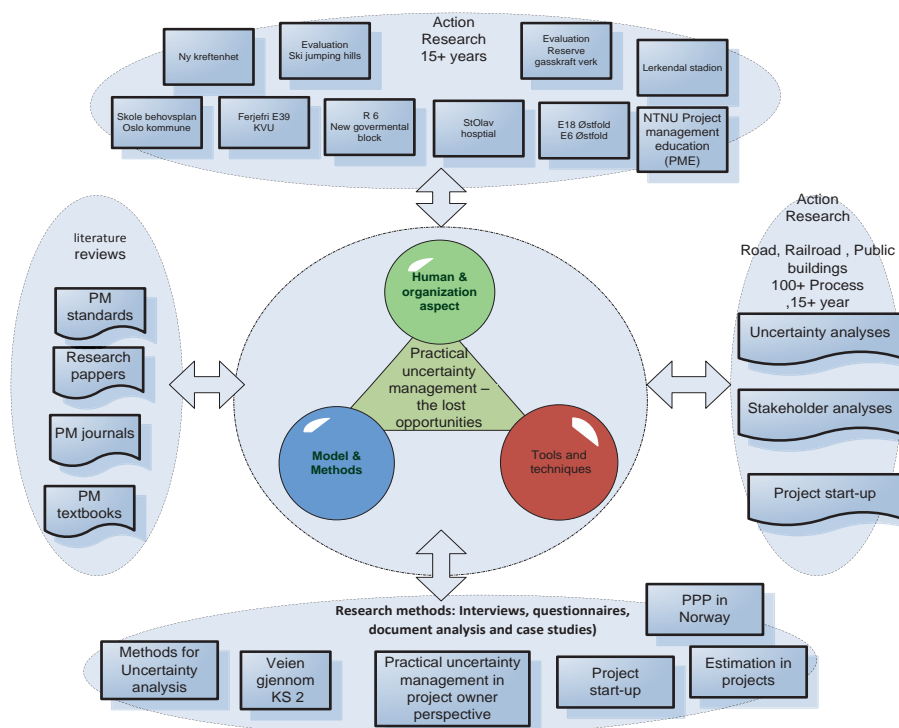 Action
Research
15+ years
Ny kreftenhet
Evaluation
Ski jumping hills
Evaluation
Reserve
gasskraft verk
Lerkendal stadion
Skole behovsplan
Oslo kommune
Ferjefri E39
KVU
R 6
New govermental
block
StOlav
hosptial
E18 Østfold
E6 Østfold
NTNU Project
management
education
(PME)
literature
reviews
PM
standards
Research
pappers
PM journals
PM
textbooks
Human &
organization
aspect
Practical
uncertainty
management –
the lost
opportunities
Model &
Methods
Tools and
techniques
Action
Research
Road, Railroad , Public
buildings
100+ Process
,15+ year
Uncertainty analyses
Stakeholder analyses
Project start-up
Research methods: Interviews, questionnaires,
document analysis and case studies)
PPP in
Norway
Methods for
Uncertainty
analysis
Veien
gjennom
KS 2
Practical uncertainty
management in
project owner
perspective
Project
start-up
Estimation in
projects